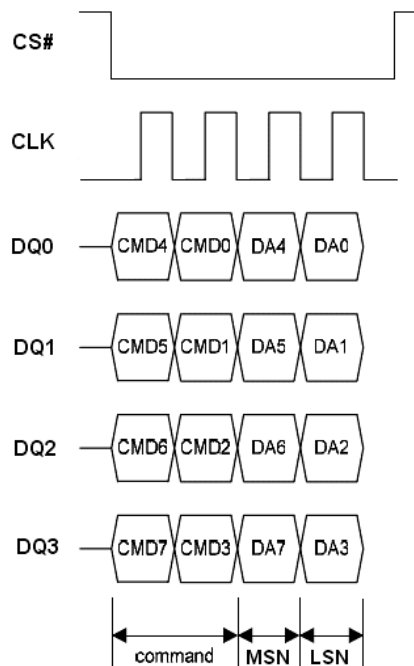 CS#
CLK
DQ0 CMD4 CMD0 DA4 DA0
DQ1 CMD5 CMD1 DA5 DA1
DQ2 CMD6 CMD2 DA6 DA2
DQ3 CMD7 CMD3 DA7 DA3
command MSN LSN